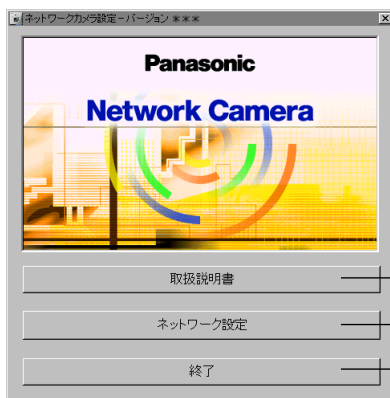 ネットワークカメラ設定-バージョン ***
Panasonic
Network Camera
取扱説明書
ネットワーク設定
終了